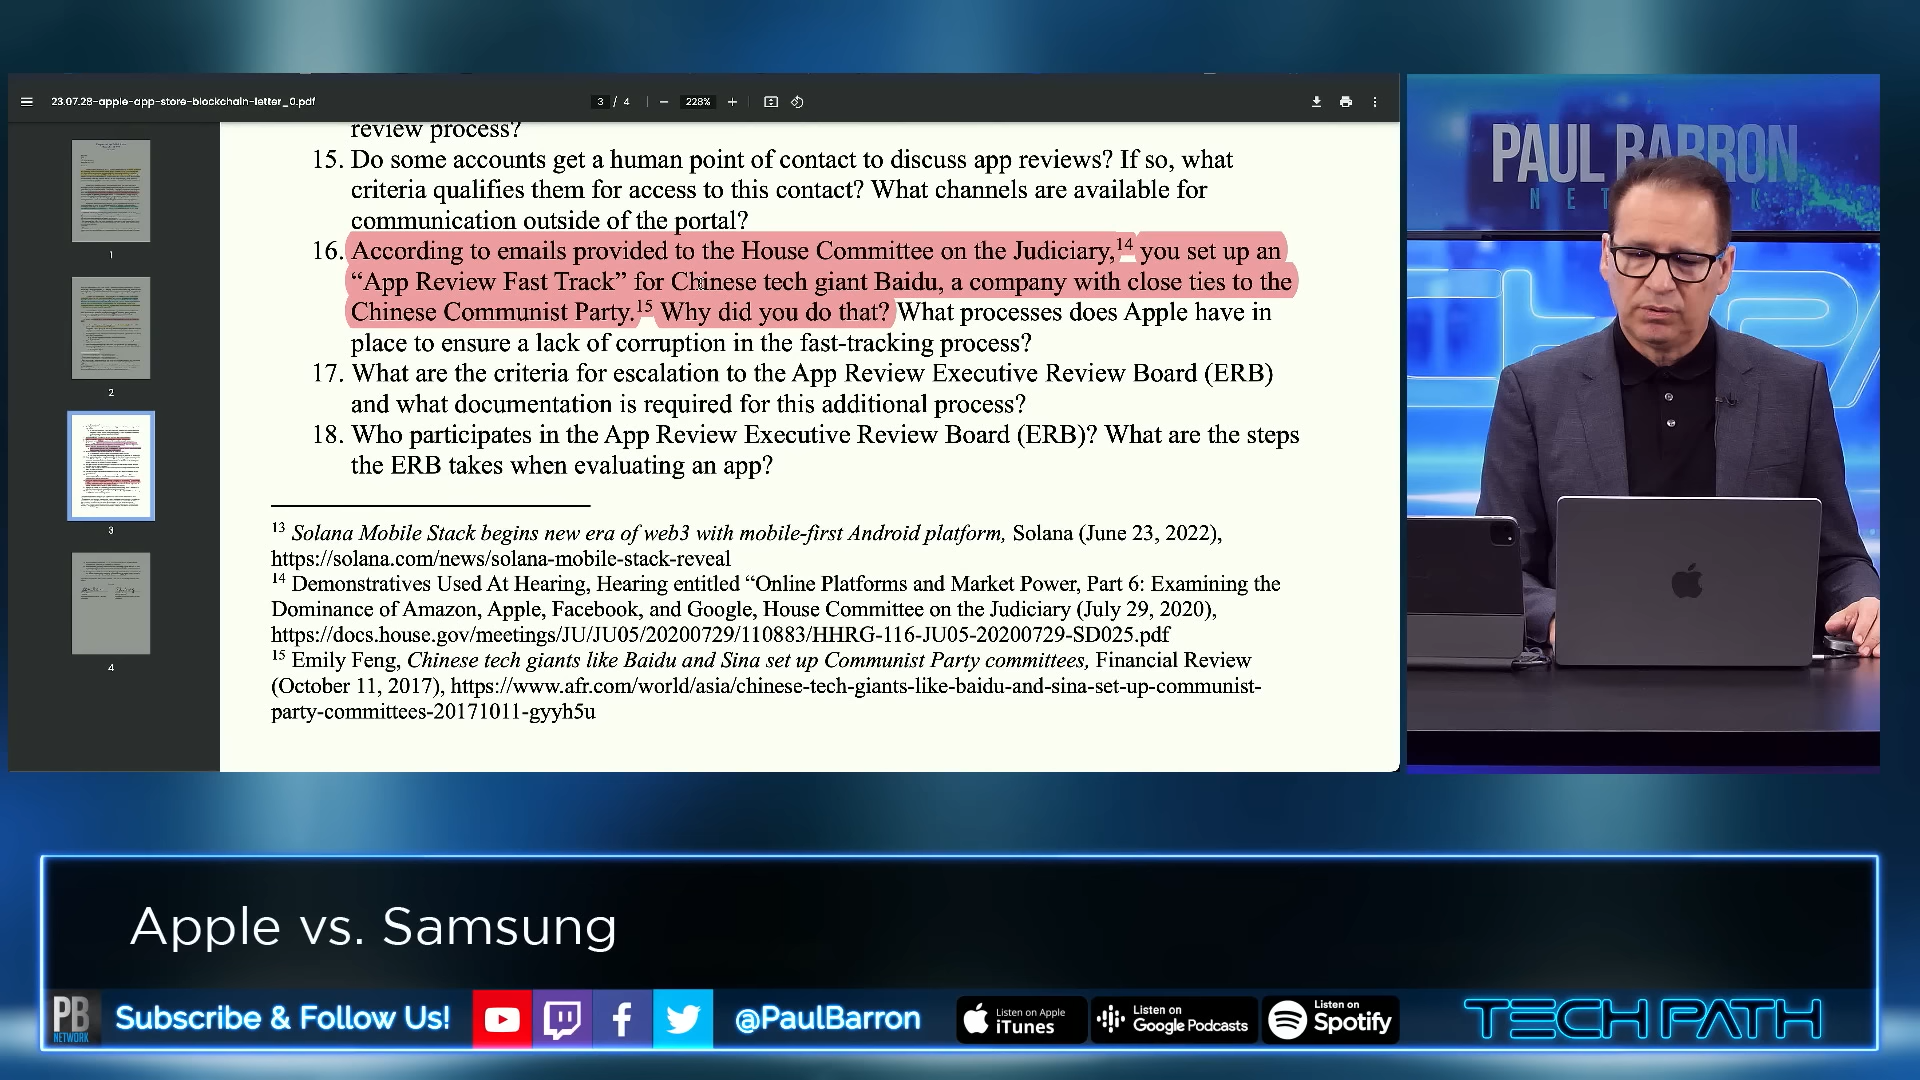 23.07.28-apple-app-store-blockchain-letter_0.pdf
3 / 4
228%
1
2
3
4
review process?
15. Do some accounts get a human point of contact to discuss app reviews? If so, what
criteria qualifies them for access to this contact? What channels are available for
communication outside of the portal?
16. According to emails provided to the House Committee on the Judiciary,14 you set up an
“App Review Fast Track” for Chinese tech giant Baidu, a company with close ties to the
Chinese Communist Party.15 Why did you do that? What processes does Apple have in
place to ensure a lack of corruption in the fast-tracking process?
17. What are the criteria for escalation to the App Review Executive Review Board (ERB)
and what documentation is required for this additional process?
18. Who participates in the App Review Executive Review Board (ERB)? What are the steps
the ERB takes when evaluating an app?
13 Solana Mobile Stack begins new era of web3 with mobile-first Android platform, Solana (June 23, 2022),
https://solana.com/news/solana-mobile-stack-reveal
14 Demonstratives Used At Hearing, Hearing entitled “Online Platforms and Market Power, Part 6: Examining the
Dominance of Amazon, Apple, Facebook, and Google, House Committee on the Judiciary (July 29, 2020),
https://docs.house.gov/meetings/JU/JU05/20200729/110883/HHRG-116-JU05-20200729-SD025.pdf
15 Emily Feng, Chinese tech giants like Baidu and Sina set up Communist Party committees, Financial Review
(October 11, 2017), https://www.afr.com/world/asia/chinese-tech-giants-like-baidu-and-sina-set-up-communist-
party-committees-20171011-gyyh5u
PAUL BARRON
Apple vs. Samsung
PB
NETWORK
Subscribe & Follow Us!
@PaulBarron
Listen on Apple
iTunes
Listen on
Google Podcasts
Listen on
Spotify
TECH PATH